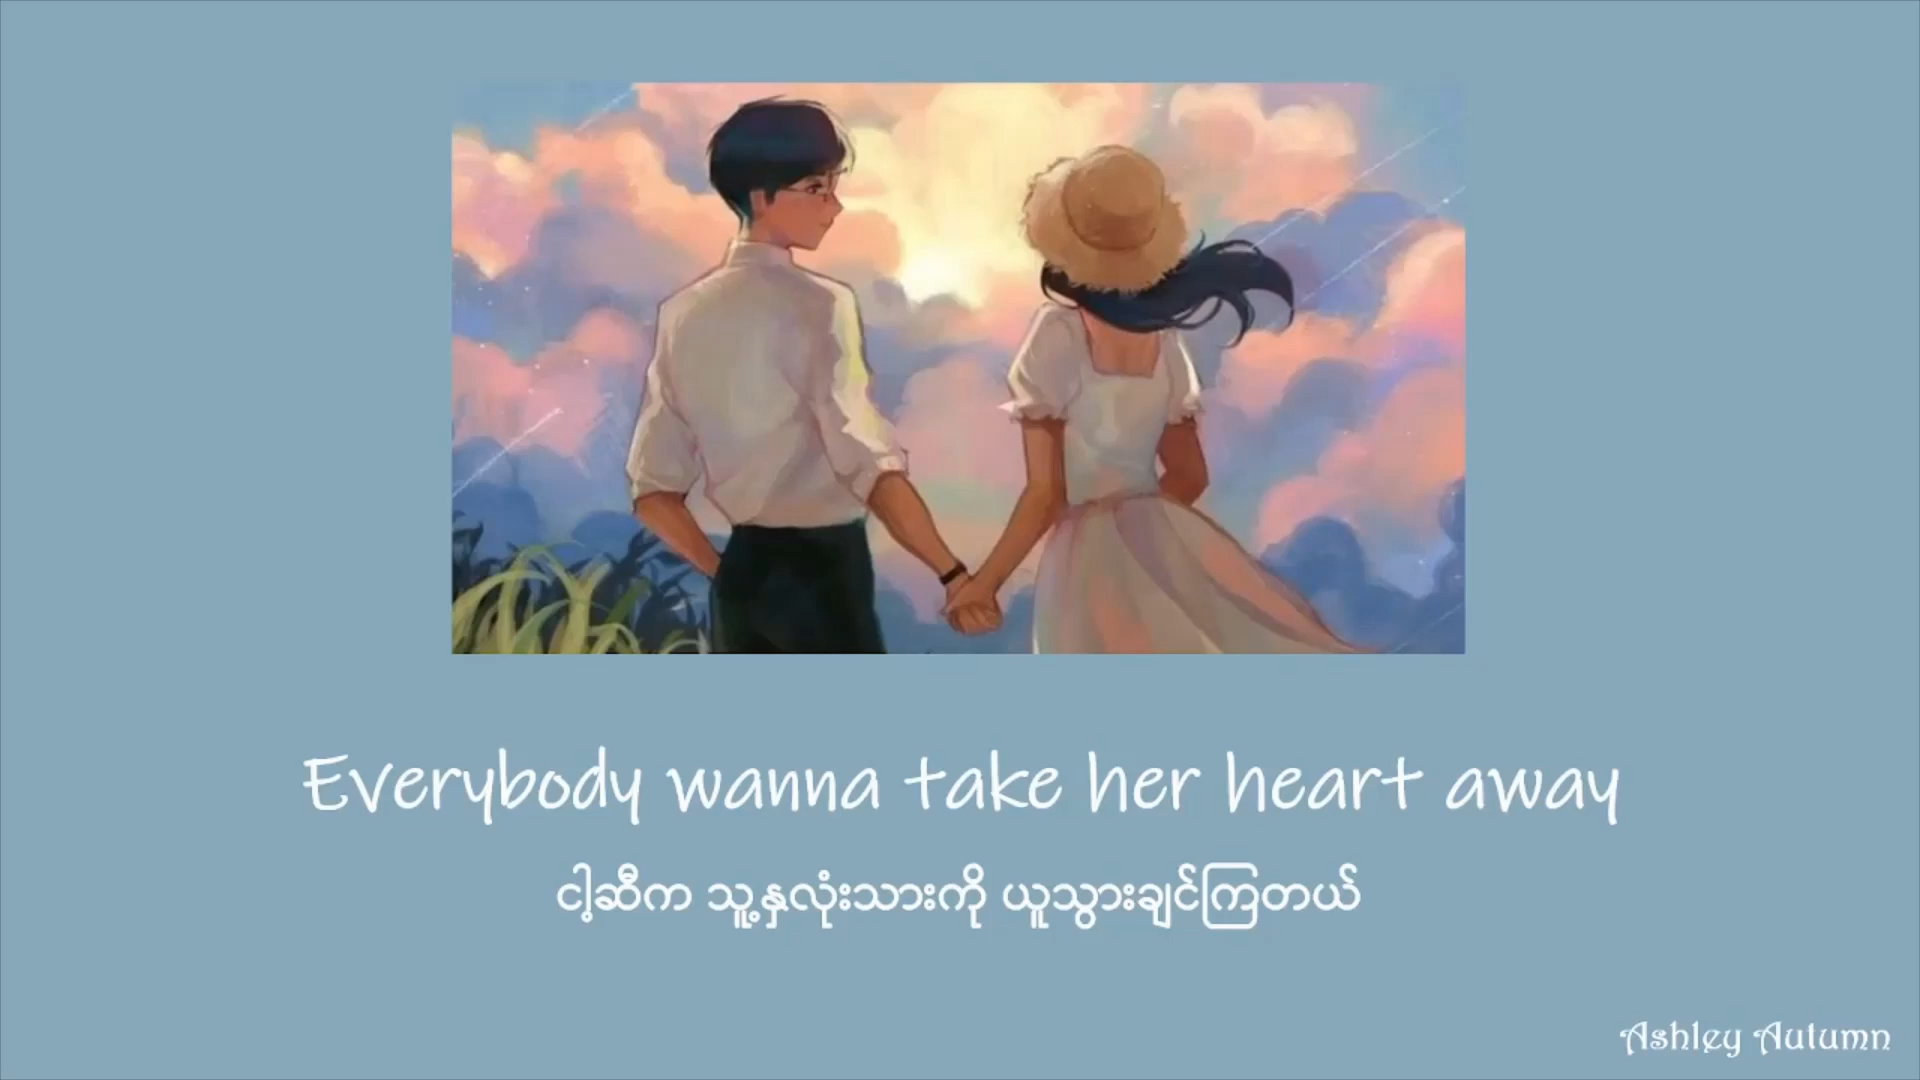 Everybody wanna take her heart away
ငါ့ဆီက သူ့နှလုံးသားကို ယူသွားချင်ကြတယ်
Ashley Autumn